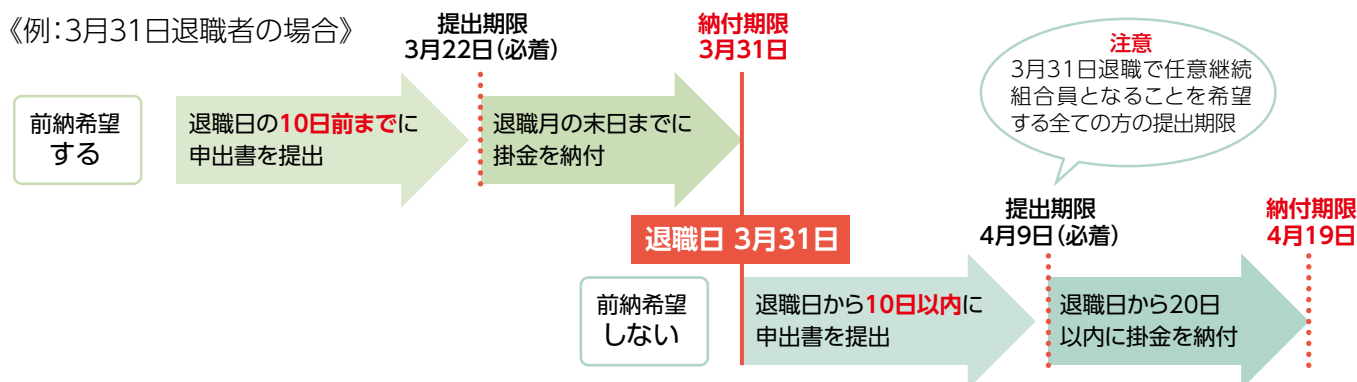 《例：3月31日退職者の場合》
提出期限
3月22日（必着）
納付期限
3月31日
注意
3月31日退職で任意継続
組合員となることを希望
する全ての方の提出期限
前納希望
する
退職日の10日前までに
申出書を提出
退職月の末日までに
掛金を納付
退職日 3月31日
提出期限
4月9日（必着）
納付期限
4月19日
前納希望
しない
退職日から10日以内に
申出書を提出
退職日から20日
以内に掛金を納付